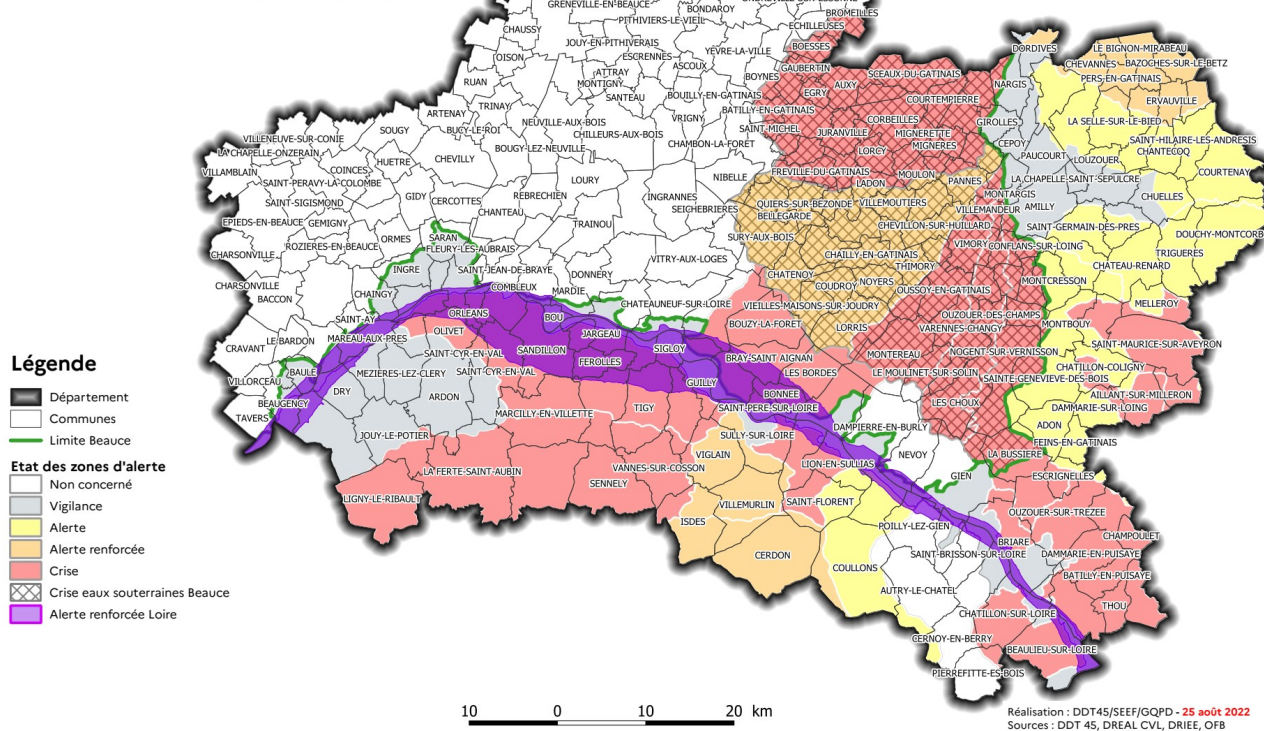 GRENEVILLE-EN-BEAUCE
BONDAROY
BROMEILLES
PITHIVIERS-LE-VIEIL
ECHILLEUSES
CHAUSSY
JOUY-EN-PITHIVERAIS
YEVRE-LA-VILLE
BOESSES
DORDIVES
LE BIGNON-MIRABEAU
OISON
ESCRENNES
ASCOUX
GAUBERTIN
SCEAUX-DU-GATINAIS
CHEVANNES
BAZOCHES-SUR-LE-BETZ
RUAN
ATTRAY
BOYNES
AUXY
NARGIS
PERS-EN-GATINAIS
MONTIGNY
EGRY
SANTEAU
BOUILLY-EN-GATINAIS
COURTEMPIERRE
ERVAUVILLE
TRINAY
BATILLY-EN-GATINAIS
ARTENAY
NEUVILLE-AUX-BOIS
VRIGNY
CORBEILLES
GIROLLES
LA SELLE-SUR-LE-BIED
SOUGY
BUCY-LE-ROI
CHILLEURS-AUX-BOIS
SAINT-MICHEL
JURANVILLE
MIGNERETTE
VILLENEUVE-SUR-CONIE
BOUGY-LEZ-NEUVILLE
CHAMBON-LA-FORET
MIGNERES
CEPOY
SAINT-HILAIRE-LES-ANDRESIS
LA CHAPELLE-ONZERAIN
HUETRE
CHEVILLY
LORCY
PAUCOURT
LOUZOUER
CHANTECOQ
VILLAMBLAIN
COINCES
FREVILLE-DU-GATINAIS
MOULON
COURTENAY
SAINT-PERAVY-LA-COLOMBE
LOURY
NIBELLE
LADON
PANNES
LA CHAPELLE-SAINT-SEPULCRE
SAINT-SIGISMOND
GIDY
CERCOTTES
REBRECHIEN
INGRANNES
QUIERS-SUR-BEZONDE
VILLEMOUTIERS
MONTARGIS
AMILLY
CHUELLES
CHANTEAU
SEICHEBRIERES
BELLEGARDE
VILLEMANDEUR
EPIEDS-EN-BEAUCE
GEMIGNY
TRAINOU
CHEVILLON-SUR-HUILLARD
SAINT-GERMAIN-DES-PRES
ROZIERES-EN-BEAUCE
ORMES
SARAN
SURY-AUX-BOIS
DOUCHY-MONTCORB
FLEURY-LES-AUBRAIS
VIMORY
CONFLANS-SUR-LOING
CHARSONVILLE
VITRY-AUX-LOGES
CHAILLY-EN-GATINAIS
TRIGUERES
INGRE
SAINT-JEAN-DE-BRAYE
DONNERY
CHATENOY
THIMORY
CHATEAU-RENARD
CHARSONVILLE
COMBLEUX
MARDIE
COUDROY
NOYERS
MONTCRESSON
BACCON
CHAINGY
OUSSOY-EN-GATINAIS
CHATEAUNEUF-SUR-LOIRE
VIEILLES-MAISONS-SUR-JOUDRY
MELLEROY
SAINT-AY
ORLEANS
BOU
BOUZY-LA-FORET
LORRIS
OUZOUER-DES-CHAMPS
MONTBOUY
OLIVET
JARGEAU
VARENNES-CHANGY
CRAVANT
LE BARDON
MAREAU-AUX-PRES
SANDILLON
SIGLOY
SAINT-MAURICE-SUR-AVEYRON
SAINT-CYR-EN-VAL
MONTEREAU
NOGENT-SUR-VERNISSON
FEROLLES
BRAY-SAINT AIGNAN
CHATILLON-COLIGNY
VILLORCEAU
BAULE
MEZIERES-LEZ-CLERY
SAINT-CYR-EN-VAL
LES BORDES
LE MOULINET-SUR-SOLIN
SAINTE-GENEVIEVE-DES-BOIS
GUILLY
DRY
ARDON
BONNEE
AILLANT-SUR-MILLERON
BEAUGENCY
MARCILLY-EN-VILLETTE
TIGY
SAINT-PERE-SUR-LOIRE
LES CHOUX
DAMMARIE-SUR-LOING
TAVERS
DAMPIERRE-EN-BURLY
ADON
JOUY-LE-POTIER
SULLY-SUR-LOIRE
FEINS-EN-GATINAIS
VIGLAIN
NEVOY
LA BUSSIERE
LA FERTE-SAINT-AUBIN
VANNES-SUR-COSSON
LION-EN-SULLIAS
GIEN
ESCRIGNELLES
SENNELY
LIGNY-LE-RIBAULT
VILLEMURLIN
SAINT-FLORENT
OUZOUER-SUR-TREZEE
ISDES
POILLY-LEZ-GIEN
CHAMPOULET
BRIARE
CERDON
SAINT-BRISSON-SUR-LOIRE
DAMMARIE-EN-PUISAYE
COULLONS
BATILLY-EN-PUISAYE
AUTRY-LE-CHATEL
THOU
CHATILLON-SUR-LOIRE
CERNOY-EN-BERRY
BEAULIEU-SUR-LOIRE
PIERREFITTE-ES-BOIS
Légende
Département
Communes
Limite Beauce
Etat des zones d'alerte
Non concerné
Vigilance
Alerte
Alerte renforcée
Crise
Crise eaux souterraines Beauce
Alerte renforcée Loire
10 0 10 20 km
Réalisation : DDT45/SEEF/GQPD - 25 août 2022
Sources : DDT 45, DREAL CVL, DRIEE, OFB